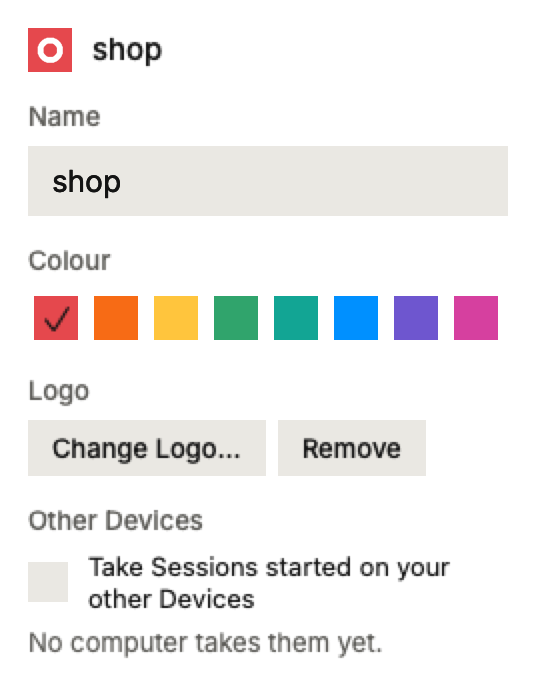 shop
Name
shop
Colour
Logo
Change Logo...
Remove
Other Devices
Take Sessions started on your
other Devices
No computer takes them yet.